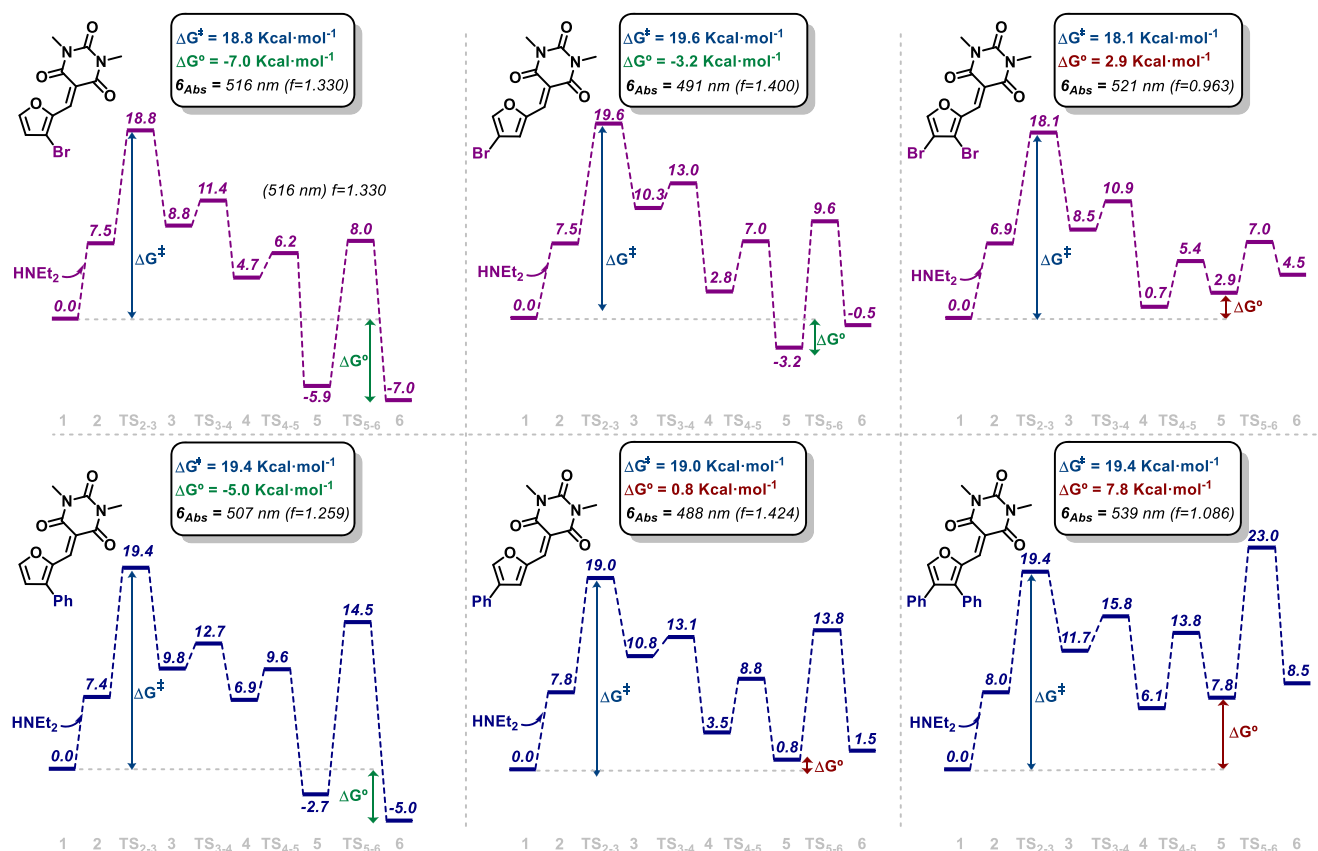 ΔG‡ = 18.8 Kcal·mol-1
ΔGº = -7.0 Kcal·mol-1
6Abs = 516 nm (f=1.330)
N
O
N
O
O
O
Br
18.8
11.4
(516 nm) f=1.330
8.8
8.0
7.5
6.2
4.7
ΔG‡
HNEt2
0.0
ΔGº
-5.9
-7.0
1 2 TS2-3 3 TS3-4 4 TS4-5 5 TS5-6 6
ΔG‡ = 19.6 Kcal·mol-1
ΔGº = -3.2 Kcal·mol-1
6Abs = 491 nm (f=1.400)
N
O
N
O
O
O
Br
19.6
13.0
10.3
9.6
7.5
7.0
2.8
ΔG‡
HNEt2
0.0
-0.5
ΔGº
-3.2
1 2 TS2-3 3 TS3-4 4 TS4-5 5 TS5-6 6
ΔG‡ = 18.1 Kcal·mol-1
ΔGº = 2.9 Kcal·mol-1
6Abs = 521 nm (f=0.963)
N
O
N
O
O
O
Br
Br
18.1
10.9
8.5
6.9
7.0
5.4
4.5
2.9
0.7
ΔG‡
HNEt2
0.0
ΔGº
1 2 TS2-3 3 TS3-4 4 TS4-5 5 TS5-6 6
ΔG‡ = 19.4 Kcal·mol-1
ΔGº = -5.0 Kcal·mol-1
6Abs = 507 nm (f=1.259)
N
O
N
O
O
O
Ph
19.4
14.5
12.7
9.8
9.6
7.4
6.9
ΔG‡
HNEt2
0.0
ΔGº
-2.7
-5.0
1 2 TS2-3 3 TS3-4 4 TS4-5 5 TS5-6 6
ΔG‡ = 19.0 Kcal·mol-1
ΔGº = 0.8 Kcal·mol-1
6Abs = 488 nm (f=1.424)
N
O
N
O
O
O
Ph
19.0
13.1
13.8
10.8
8.8
7.8
3.5
0.8
1.5
ΔG‡
HNEt2
0.0
ΔGº
1 2 TS2-3 3 TS3-4 4 TS4-5 5 TS5-6 6
ΔG‡ = 19.4 Kcal·mol-1
ΔGº = 7.8 Kcal·mol-1
6Abs = 539 nm (f=1.086)
N
O
N
O
O
O
Ph
Ph
23.0
19.4
15.8
13.8
11.7
8.0
6.1
7.8
8.5
ΔG‡
HNEt2
0.0
ΔGº
1 2 TS2-3 3 TS3-4 4 TS4-5 5 TS5-6 6